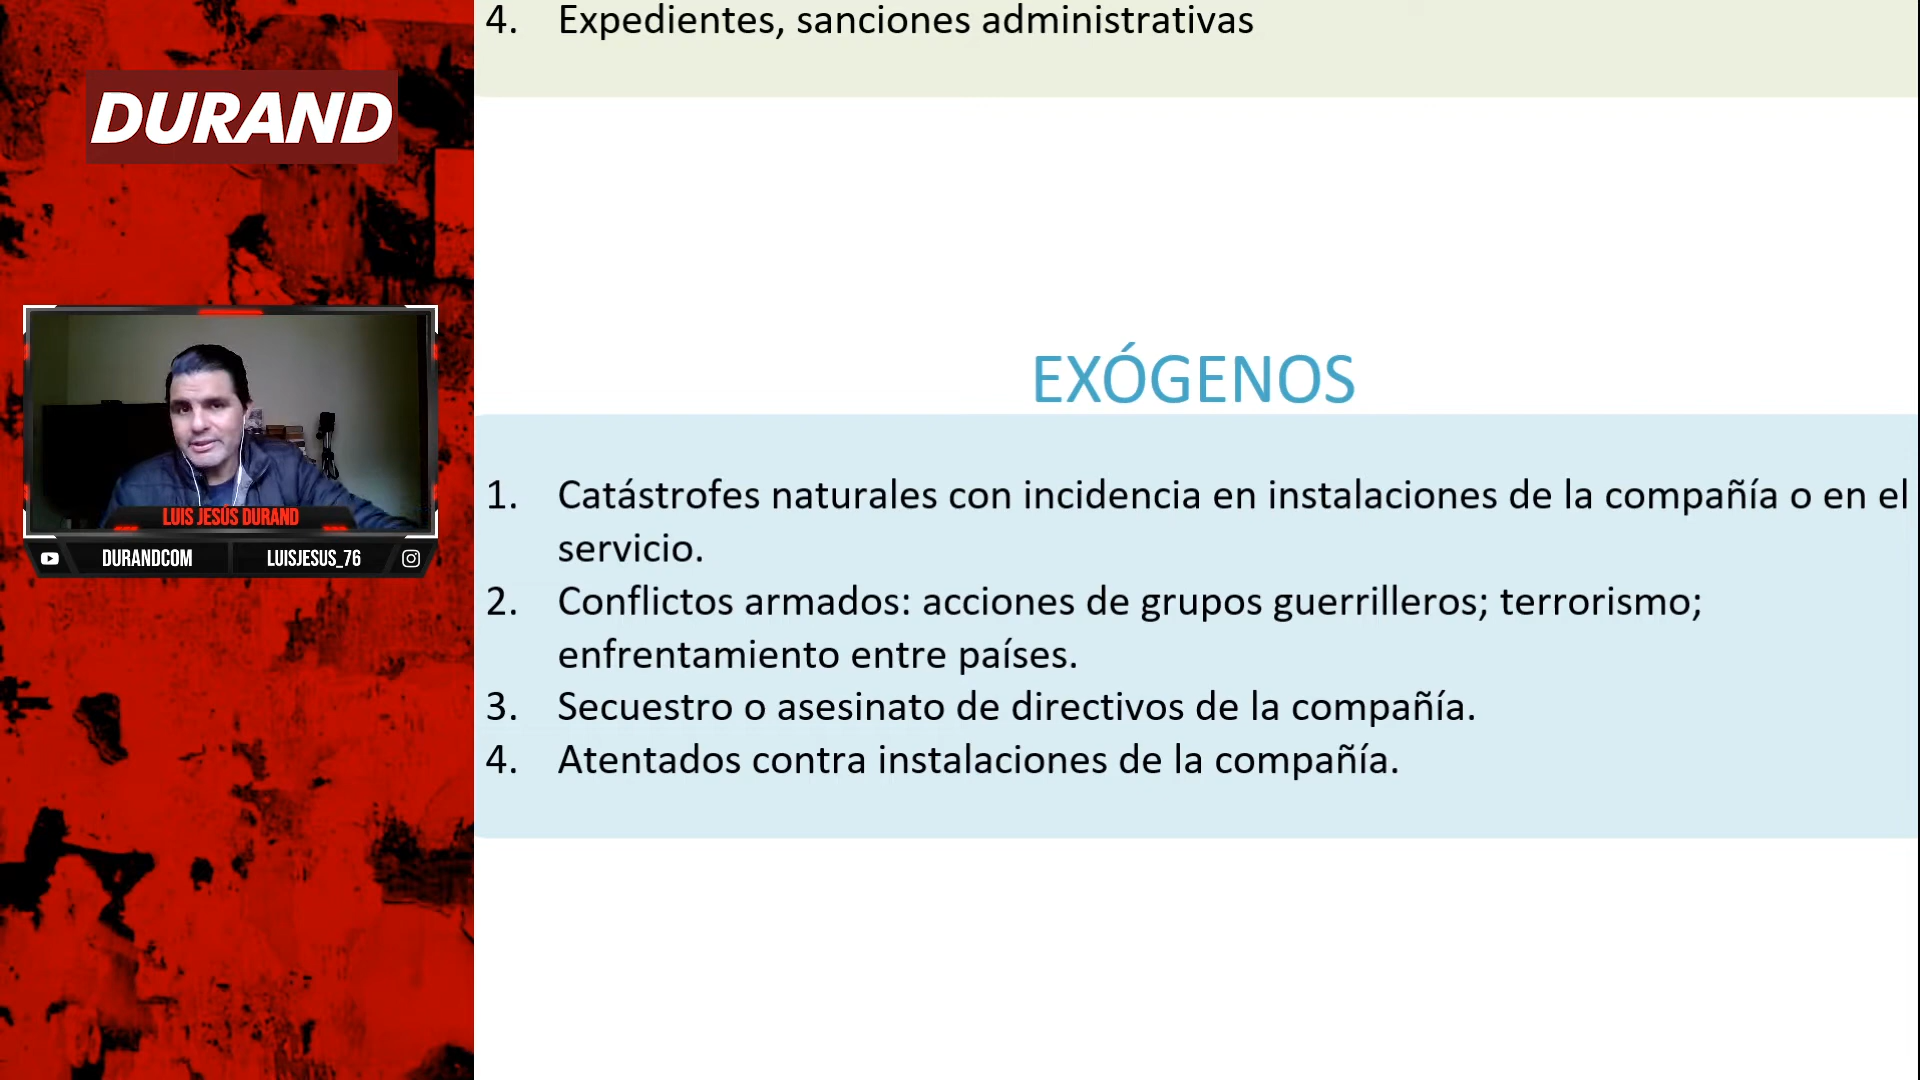 DURAND
LUIS JESÚS DURAND
DURANDCOM
LUISJESUS_76
4. Expedientes, sanciones administrativas
EXÓGENOS
1. Catástrofes naturales con incidencia en instalaciones de la compañía o en el
servicio.
2. Conflictos armados: acciones de grupos guerrilleros; terrorismo;
enfrentamiento entre países.
3. Secuestro o asesinato de directivos de la compañía.
4. Atentados contra instalaciones de la compañía.